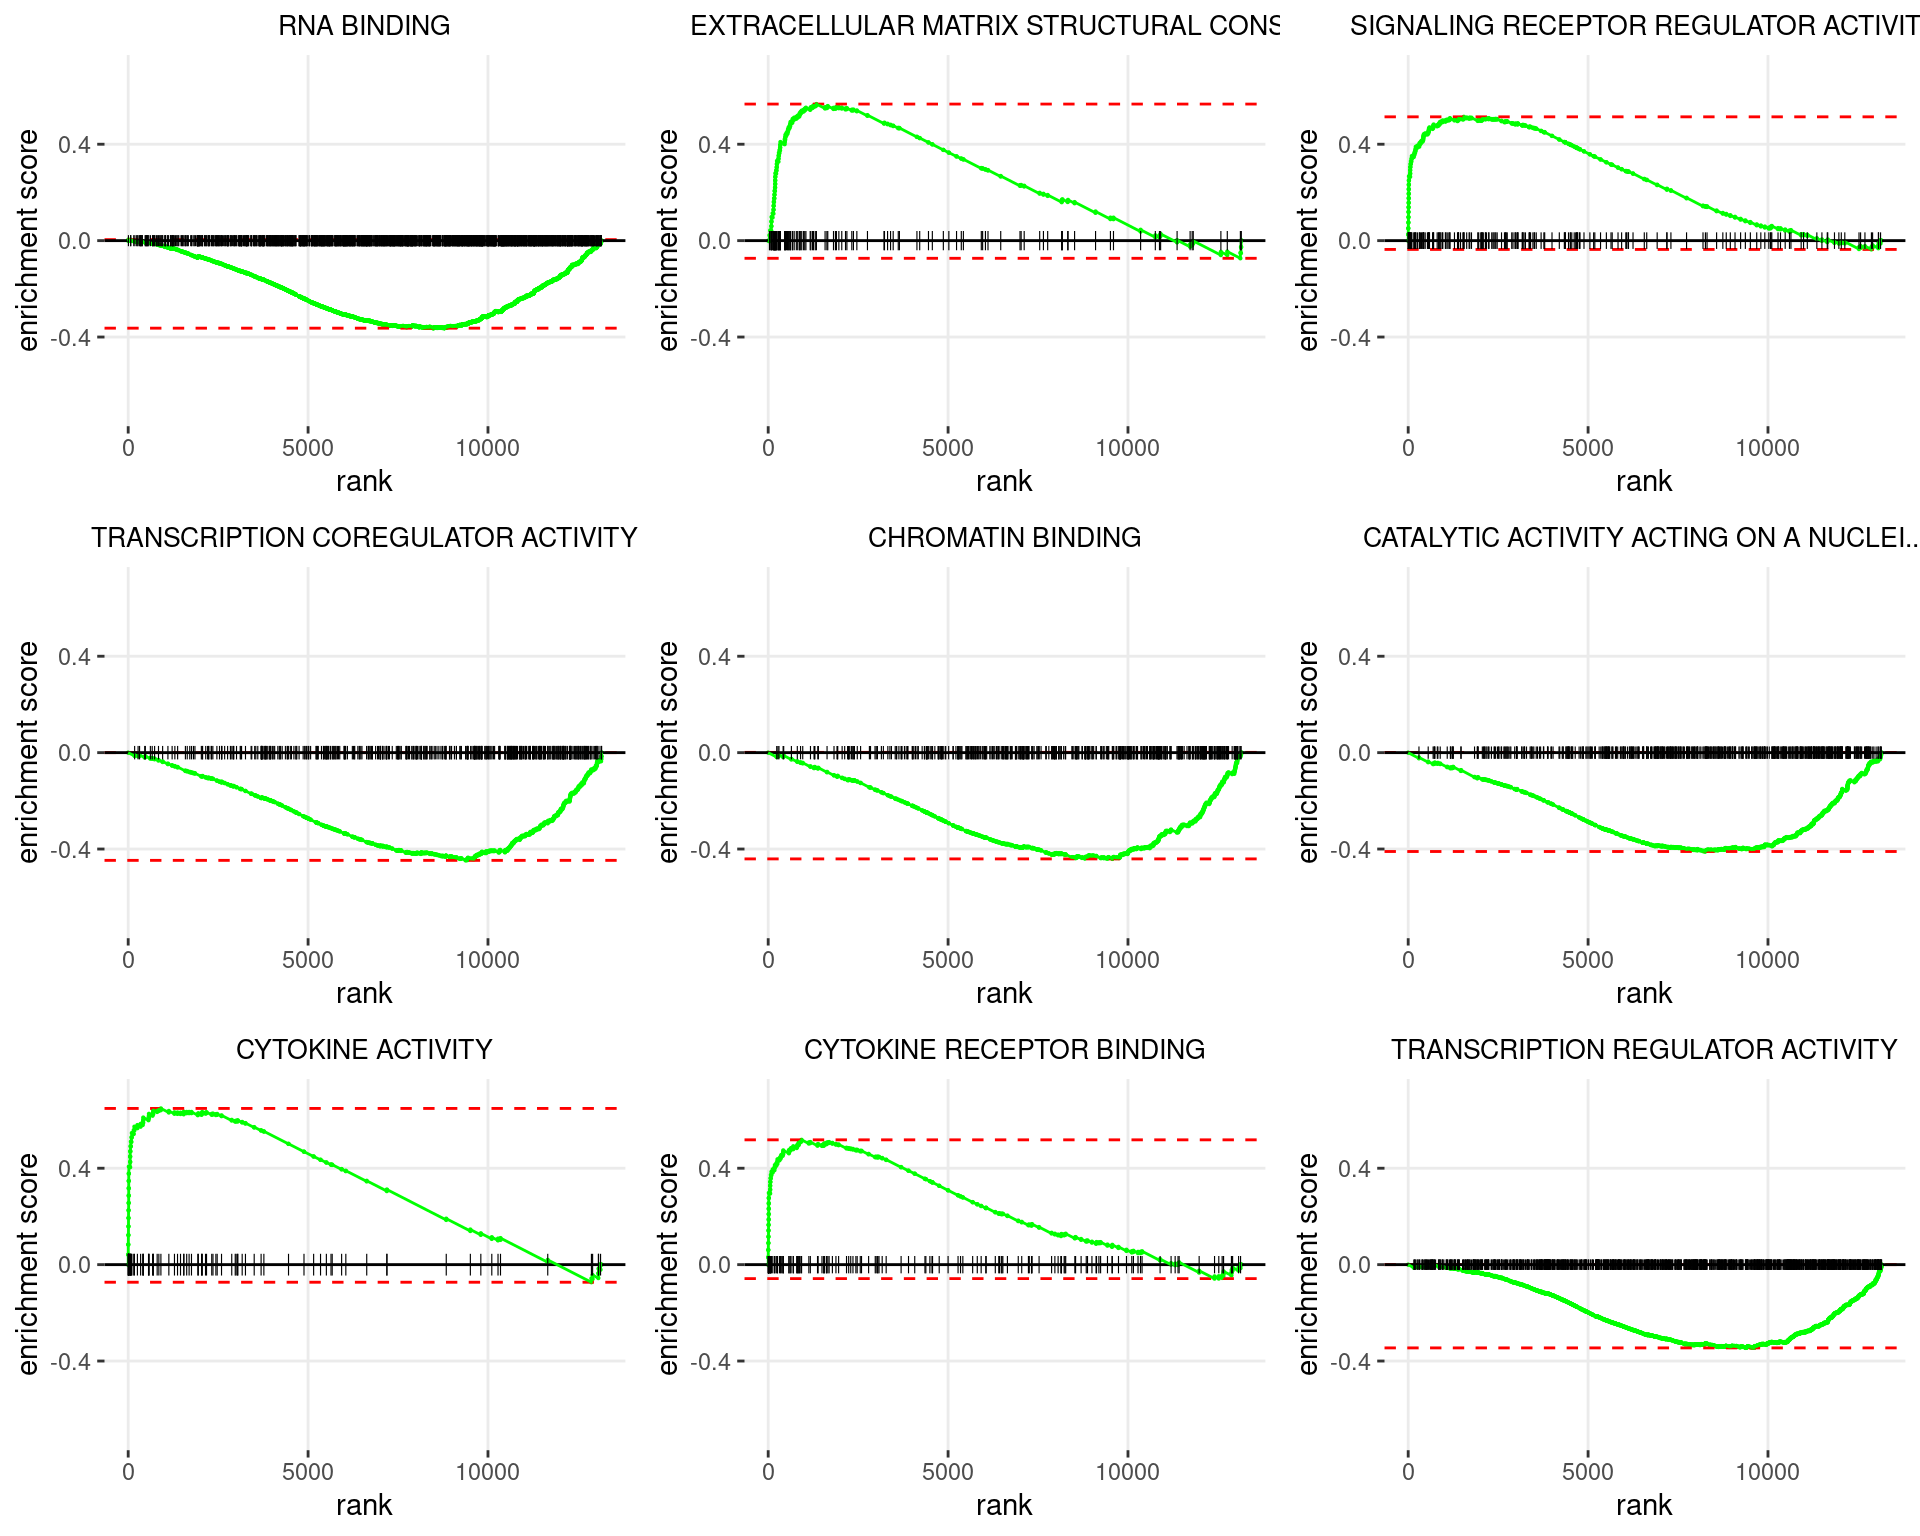 RNA BINDING
enrichment score
0.4
0.0
-0.4
0 5000 10000
rank
EXTRACELLULAR MATRIX STRUCTURAL CONS
enrichment score
0.4
0.0
-0.4
0 5000 10000
rank
SIGNALING RECEPTOR REGULATOR ACTIVIT
enrichment score
0.4
0.0
-0.4
0 5000 10000
rank
TRANSCRIPTION COREGULATOR ACTIVITY
enrichment score
0.4
0.0
-0.4
0 5000 10000
rank
CHROMATIN BINDING
enrichment score
0.4
0.0
-0.4
0 5000 10000
rank
CATALYTIC ACTIVITY ACTING ON A NUCLEI..
enrichment score
0.4
0.0
-0.4
0 5000 10000
rank
CYTOKINE ACTIVITY
enrichment score
0.4
0.0
-0.4
0 5000 10000
rank
CYTOKINE RECEPTOR BINDING
enrichment score
0.4
0.0
-0.4
0 5000 10000
rank
TRANSCRIPTION REGULATOR ACTIVITY
enrichment score
0.4
0.0
-0.4
0 5000 10000
rank